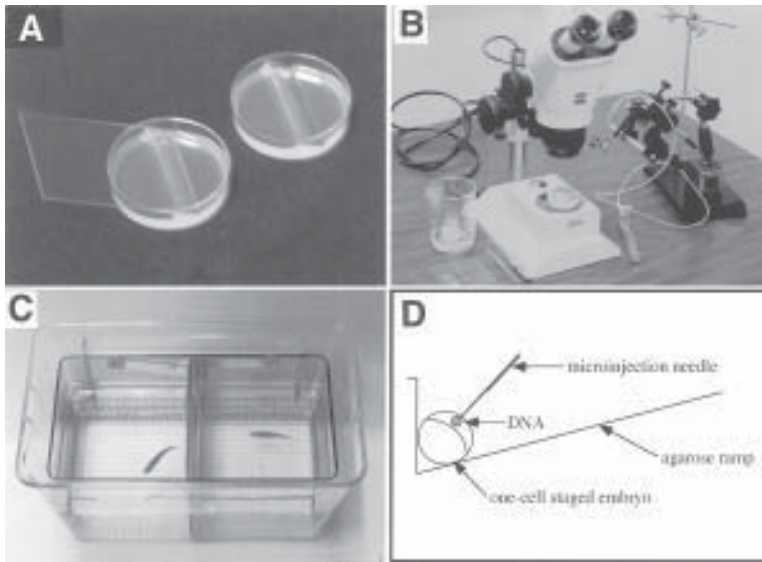 A
B
C
D
microinjection needle
DNA
agarose ramp
one-cell staged embryo